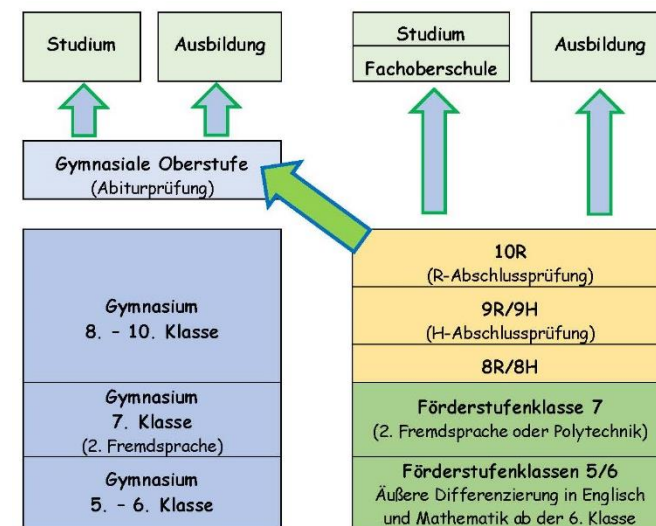 Studium
Ausbildung
Studium
Fachoberschule
Ausbildung
Gymnasiale Oberstufe
(Abiturprüfung)
10R
(R-Abschlussprüfung)
Gymnasium
8. - 10. Klasse
9R/9H
(H-Abschlussprüfung)
8R/8H
Gymnasium
7. Klasse
(2. Fremdsprache)
Förderstufenklasse 7
(2. Fremdsprache oder Polytechnik)
Gymnasium
5. - 6. Klasse
Förderstufenklassen 5/6
Äußere Differenzierung in Englisch
und Mathematik ab der 6. Klasse